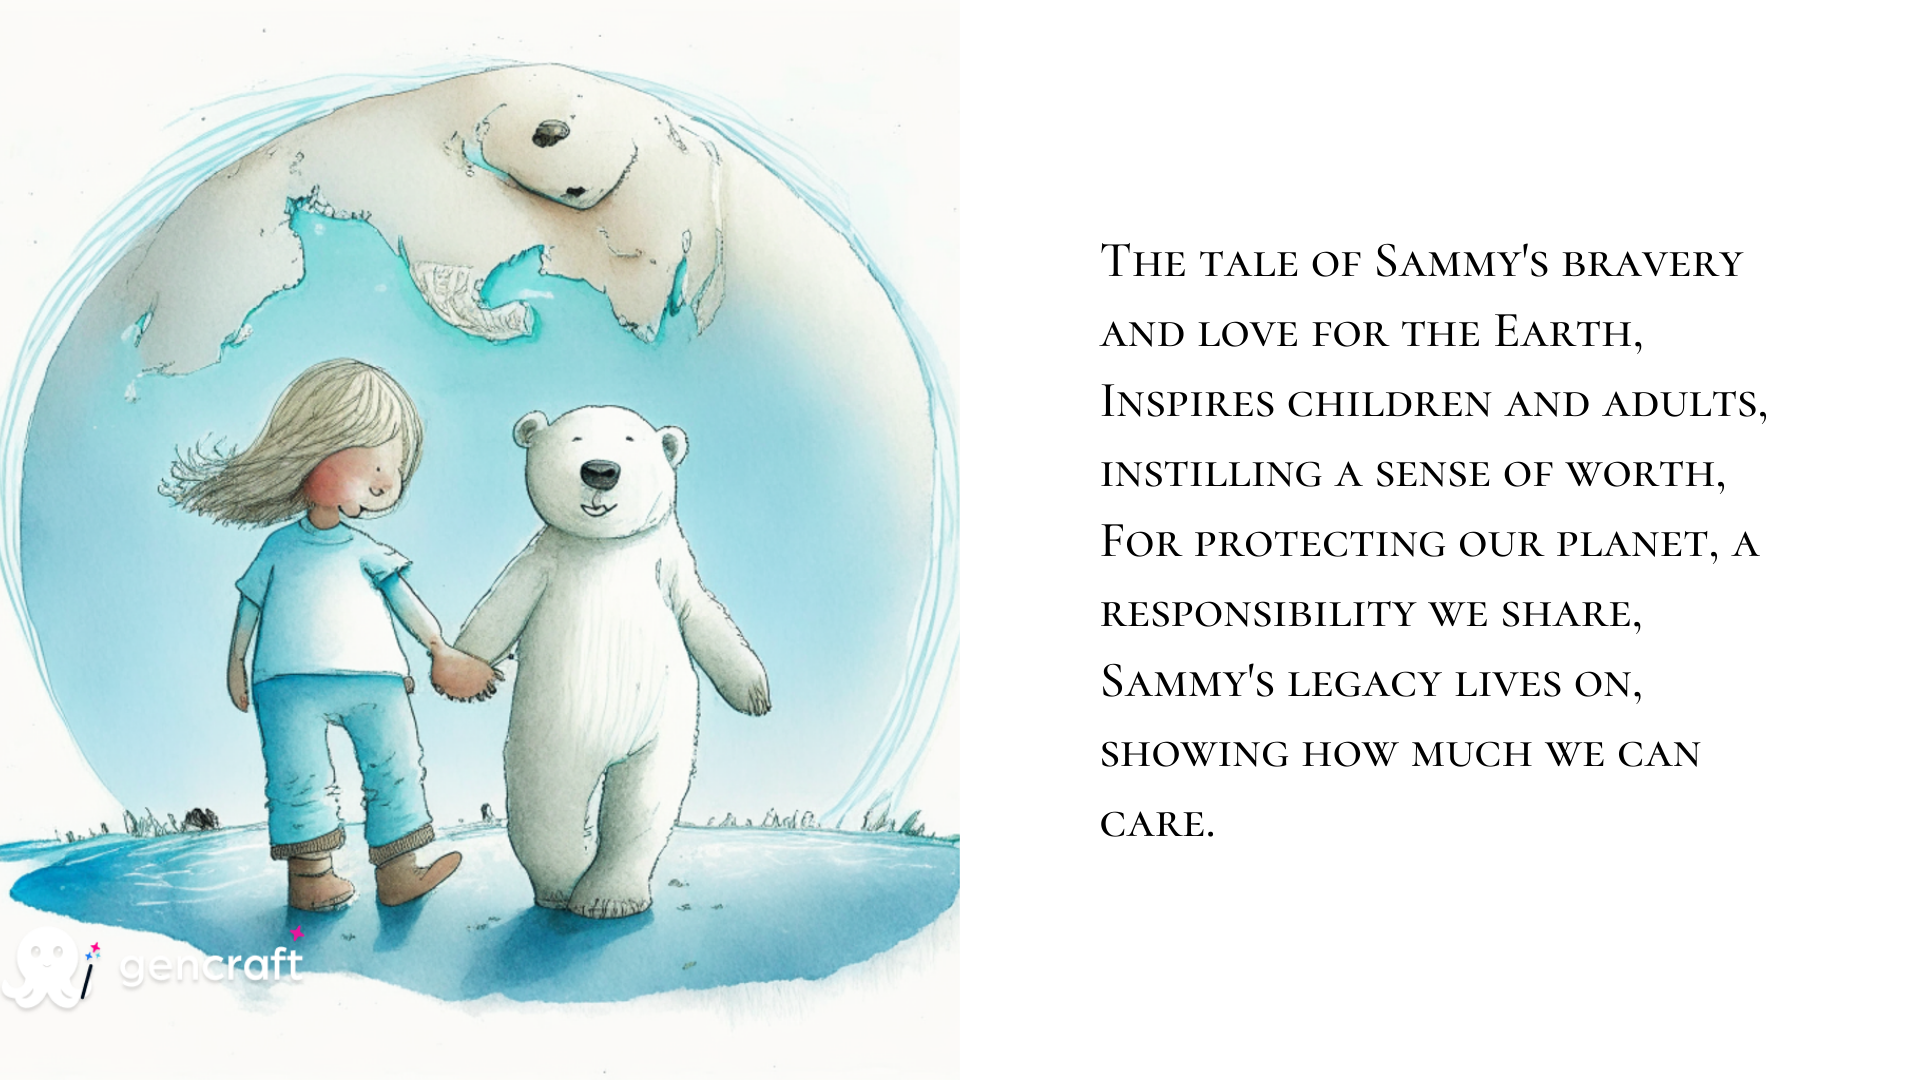 The tale of Sammy's bravery
and love for the Earth,
Inspires children and adults,
instilling a sense of worth,
For protecting our planet, a
responsibility we share,
Sammy's legacy lives on,
showing how much we can
care.
gencraft